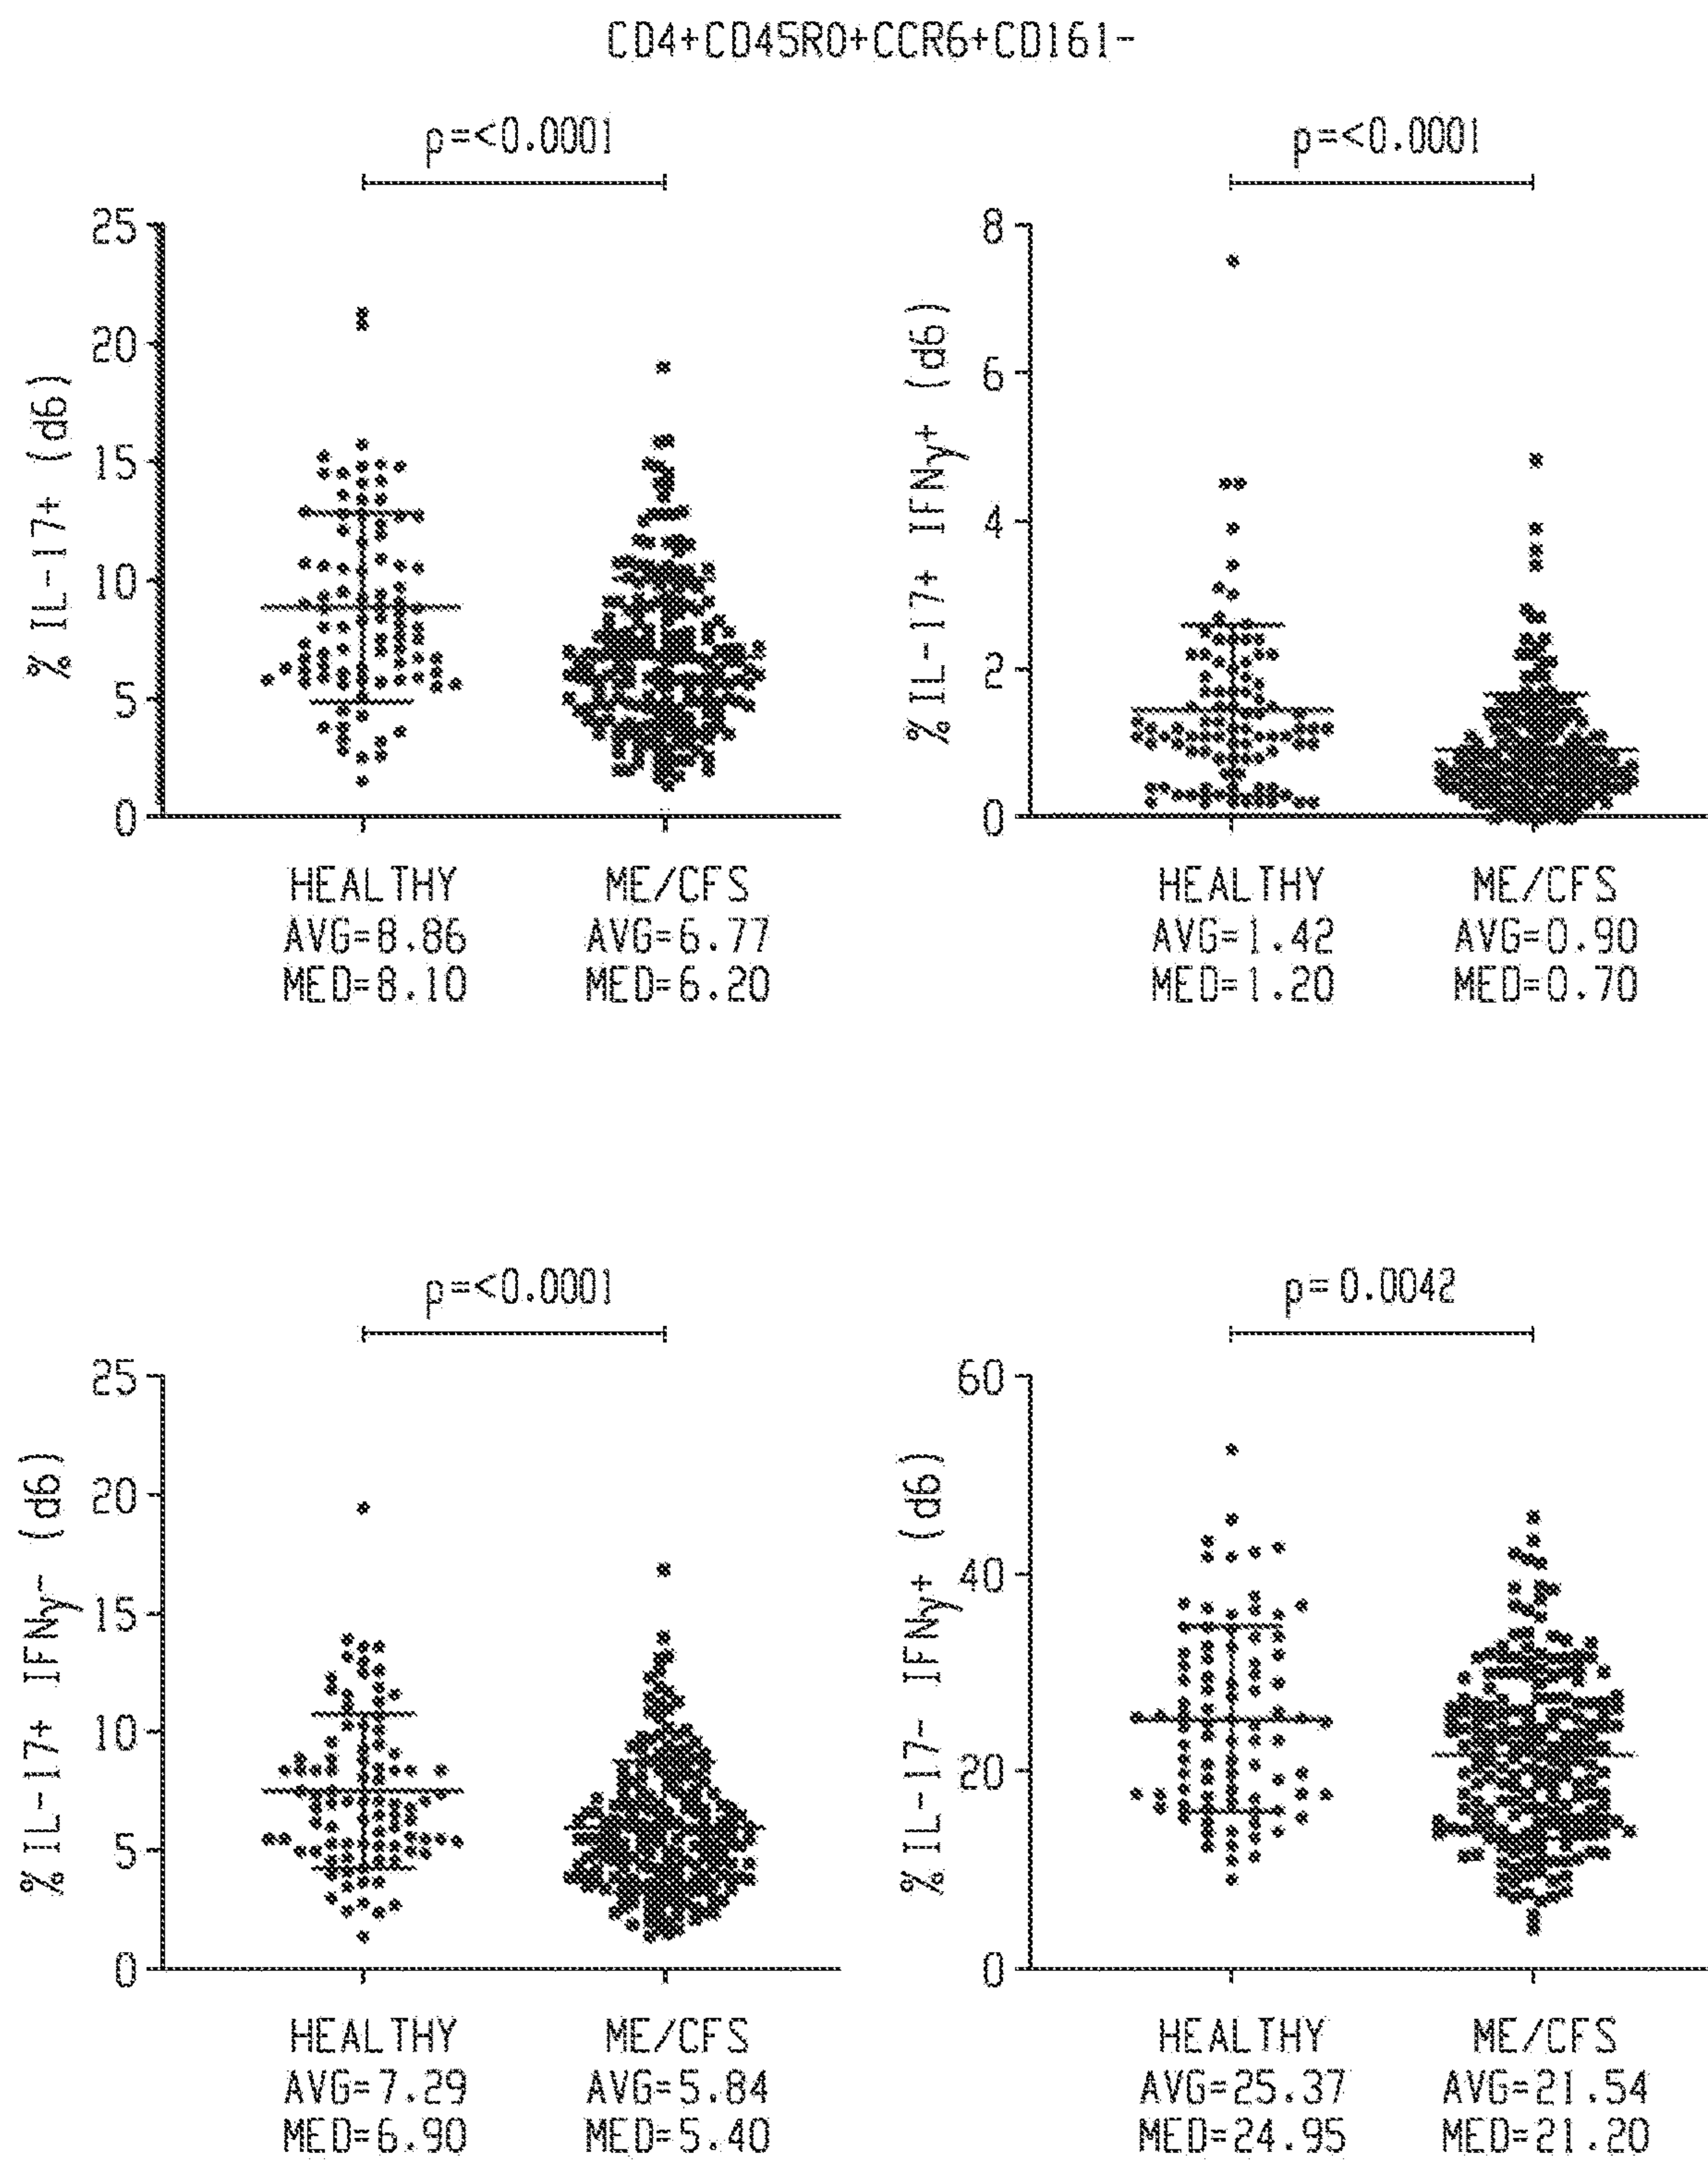 CD4+CD45RO+CCR6+CD161-
p=<0.0001
% IL-17+ (d6)
25
20
15
10
5
0
HEALTHY ME/CFS
AVG=8.86 AVG=6.77
MED=8.10 MED=6.20
p=<0.0001
% IL-17+ IFNγ+ (d6)
8
6
4
2
0
HEALTHY ME/CFS
AVG=1.42 AVG=0.90
MED=1.20 MED=0.70
p=<0.0001
% IL-17+ IFNγ- (d6)
25
20
15
10
5
0
HEALTHY ME/CFS
AVG=7.29 AVG=5.84
MED=6.90 MED=5.40
p=0.0042
% IL-17- IFNγ+ (d6)
60
40
20
0
HEALTHY ME/CFS
AVG=25.37 AVG=21.54
MED=24.95 MED=21.20